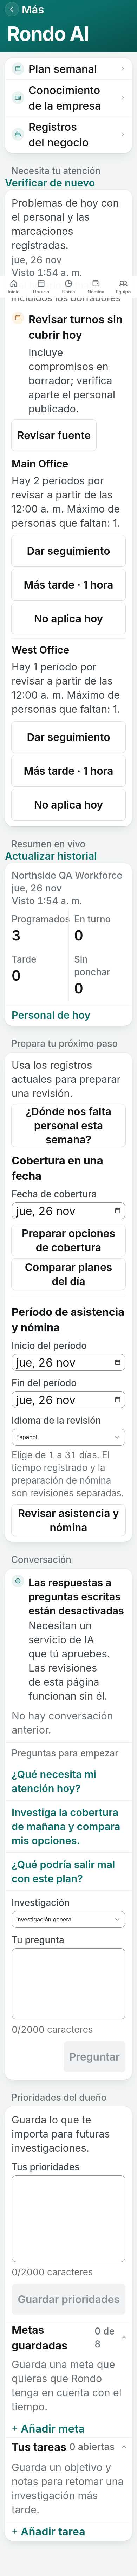 Más
Rondo AI
Plan semanal
Conocimiento
de la empresa
Registros
del negocio
Necesita tu atención
Verificar de nuevo
Problemas de hoy con
el personal y las
marcaciones
registradas.
jue, 26 nov
Visto 1:54 a. m.
Inicio
Horario
Horas
Nómina
Equipo
incluidos los borradores
Revisar turnos sin
cubrir hoy
Incluye
compromisos en
borrador; verifica
aparte el personal
publicado.
Revisar fuente
Main Office
Hay 2 períodos por
revisar a partir de las
12:00 a. m. Máximo de
personas que faltan: 1.
Dar seguimiento
Más tarde · 1 hora
No aplica hoy
West Office
Hay 1 período por
revisar a partir de las
12:00 a. m. Máximo de
personas que faltan: 1.
Dar seguimiento
Más tarde · 1 hora
No aplica hoy
Resumen en vivo
Actualizar historial
Northside QA Workforce
jue, 26 nov
Visto 1:54 a. m.
Programados
3
En turno
0
Tarde
0
Sin
ponchar
0
Personal de hoy
Prepara tu próximo paso
Usa los registros
actuales para preparar
una revisión.
¿Dónde nos falta
personal esta
semana?
Cobertura en una
fecha
Fecha de cobertura
jue, 26 nov
Preparar opciones
de cobertura
Comparar planes
del día
Período de asistencia
y nómina
Inicio del período
jue, 26 nov
Fin del período
jue, 26 nov
Idioma de la revisión
Español
Elige de 1 a 31 días. El
tiempo registrado y la
preparación de nómina
son revisiones separadas.
Revisar asistencia y
nómina
Conversación
Las respuestas a
preguntas escritas
están desactivadas
Necesitan un
servicio de IA
que tú apruebes.
Las revisiones
de esta página
funcionan sin él.
No hay conversación
anterior.
Preguntas para empezar
¿Qué necesita mi
atención hoy?
Investiga la cobertura
de mañana y compara
mis opciones.
¿Qué podría salir mal
con este plan?
Investigación
Investigación general
Tu pregunta
0/2000 caracteres
Preguntar
Prioridades del dueño
Guarda lo que te
importa para futuras
investigaciones.
Tus prioridades
0/2000 caracteres
Guardar prioridades
Metas
guardadas
0 de
8
Guarda una meta que
quieras que Rondo
tenga en cuenta con el
tiempo.
+ Añadir meta
Tus tareas
0 abiertas
Guarda un objetivo y
notas para retomar una
investigación más
tarde.
+ Añadir tarea